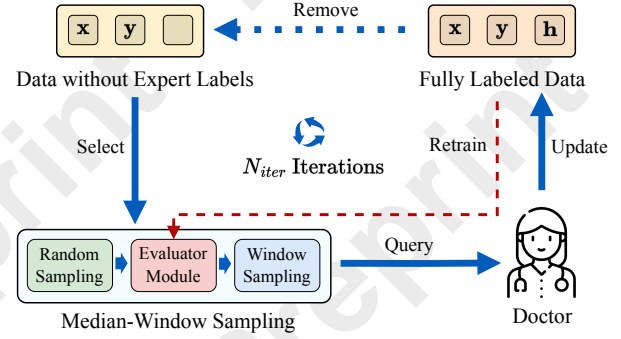 Remove
x y
x y h
Data without Expert Labels
Fully Labeled Data
Select
Retrain
Update
N_iter Iterations
Random
Sampling
Evaluator
Module
Window
Sampling
Query
Median-Window Sampling
Doctor